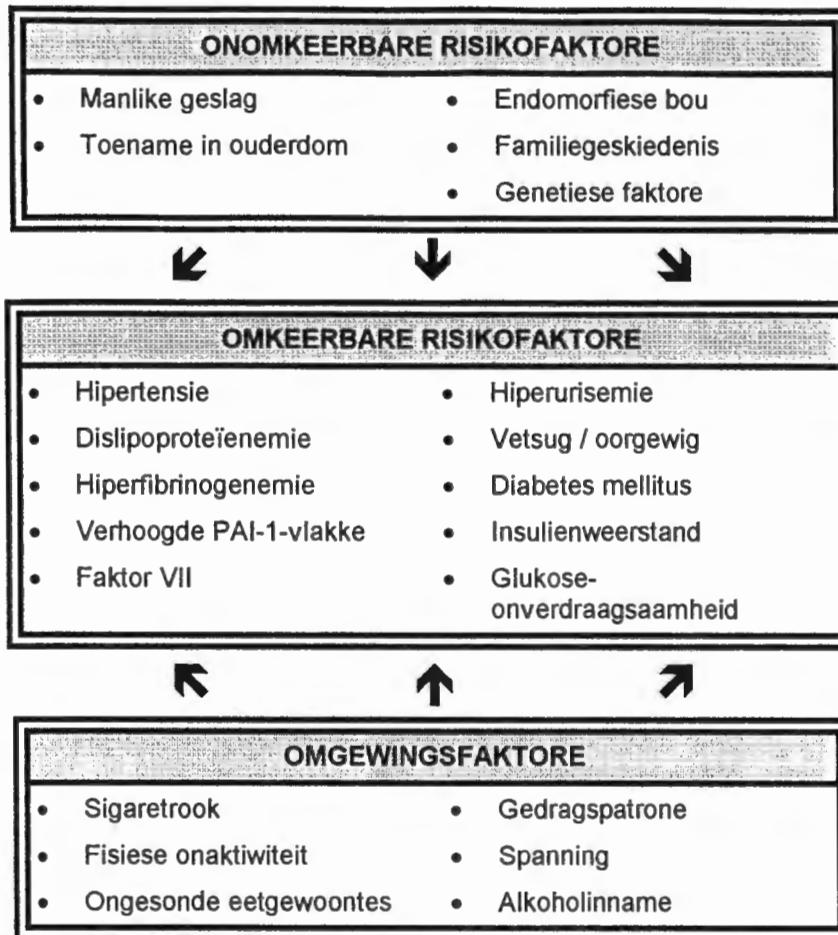 ONOMKEERBARE RISIKOFAKTORE
• Manlike geslag
• Toename in ouderdom
• Endomorfiese bou
• Familiegeskiedenis
• Genetiese faktore
OMKEERBARE RISIKOFAKTORE
• Hipertensie
• Dislipoproteïenemie
• Hiperfibrinogenemie
• Verhoogde PAI-1-vlakke
• Faktor VII
• Hiperurisemie
• Vetsug / oorgewig
• Diabetes mellitus
• Insulienweerstand
• Glukose-
onverdraagsaamheid
OMGEWINGSFAKTORE
• Sigaretrook
• Fisiese onaktiwiteit
• Ongesonde eetgewoontes
• Gedragspatrone
• Spanning
• Alkoholinname